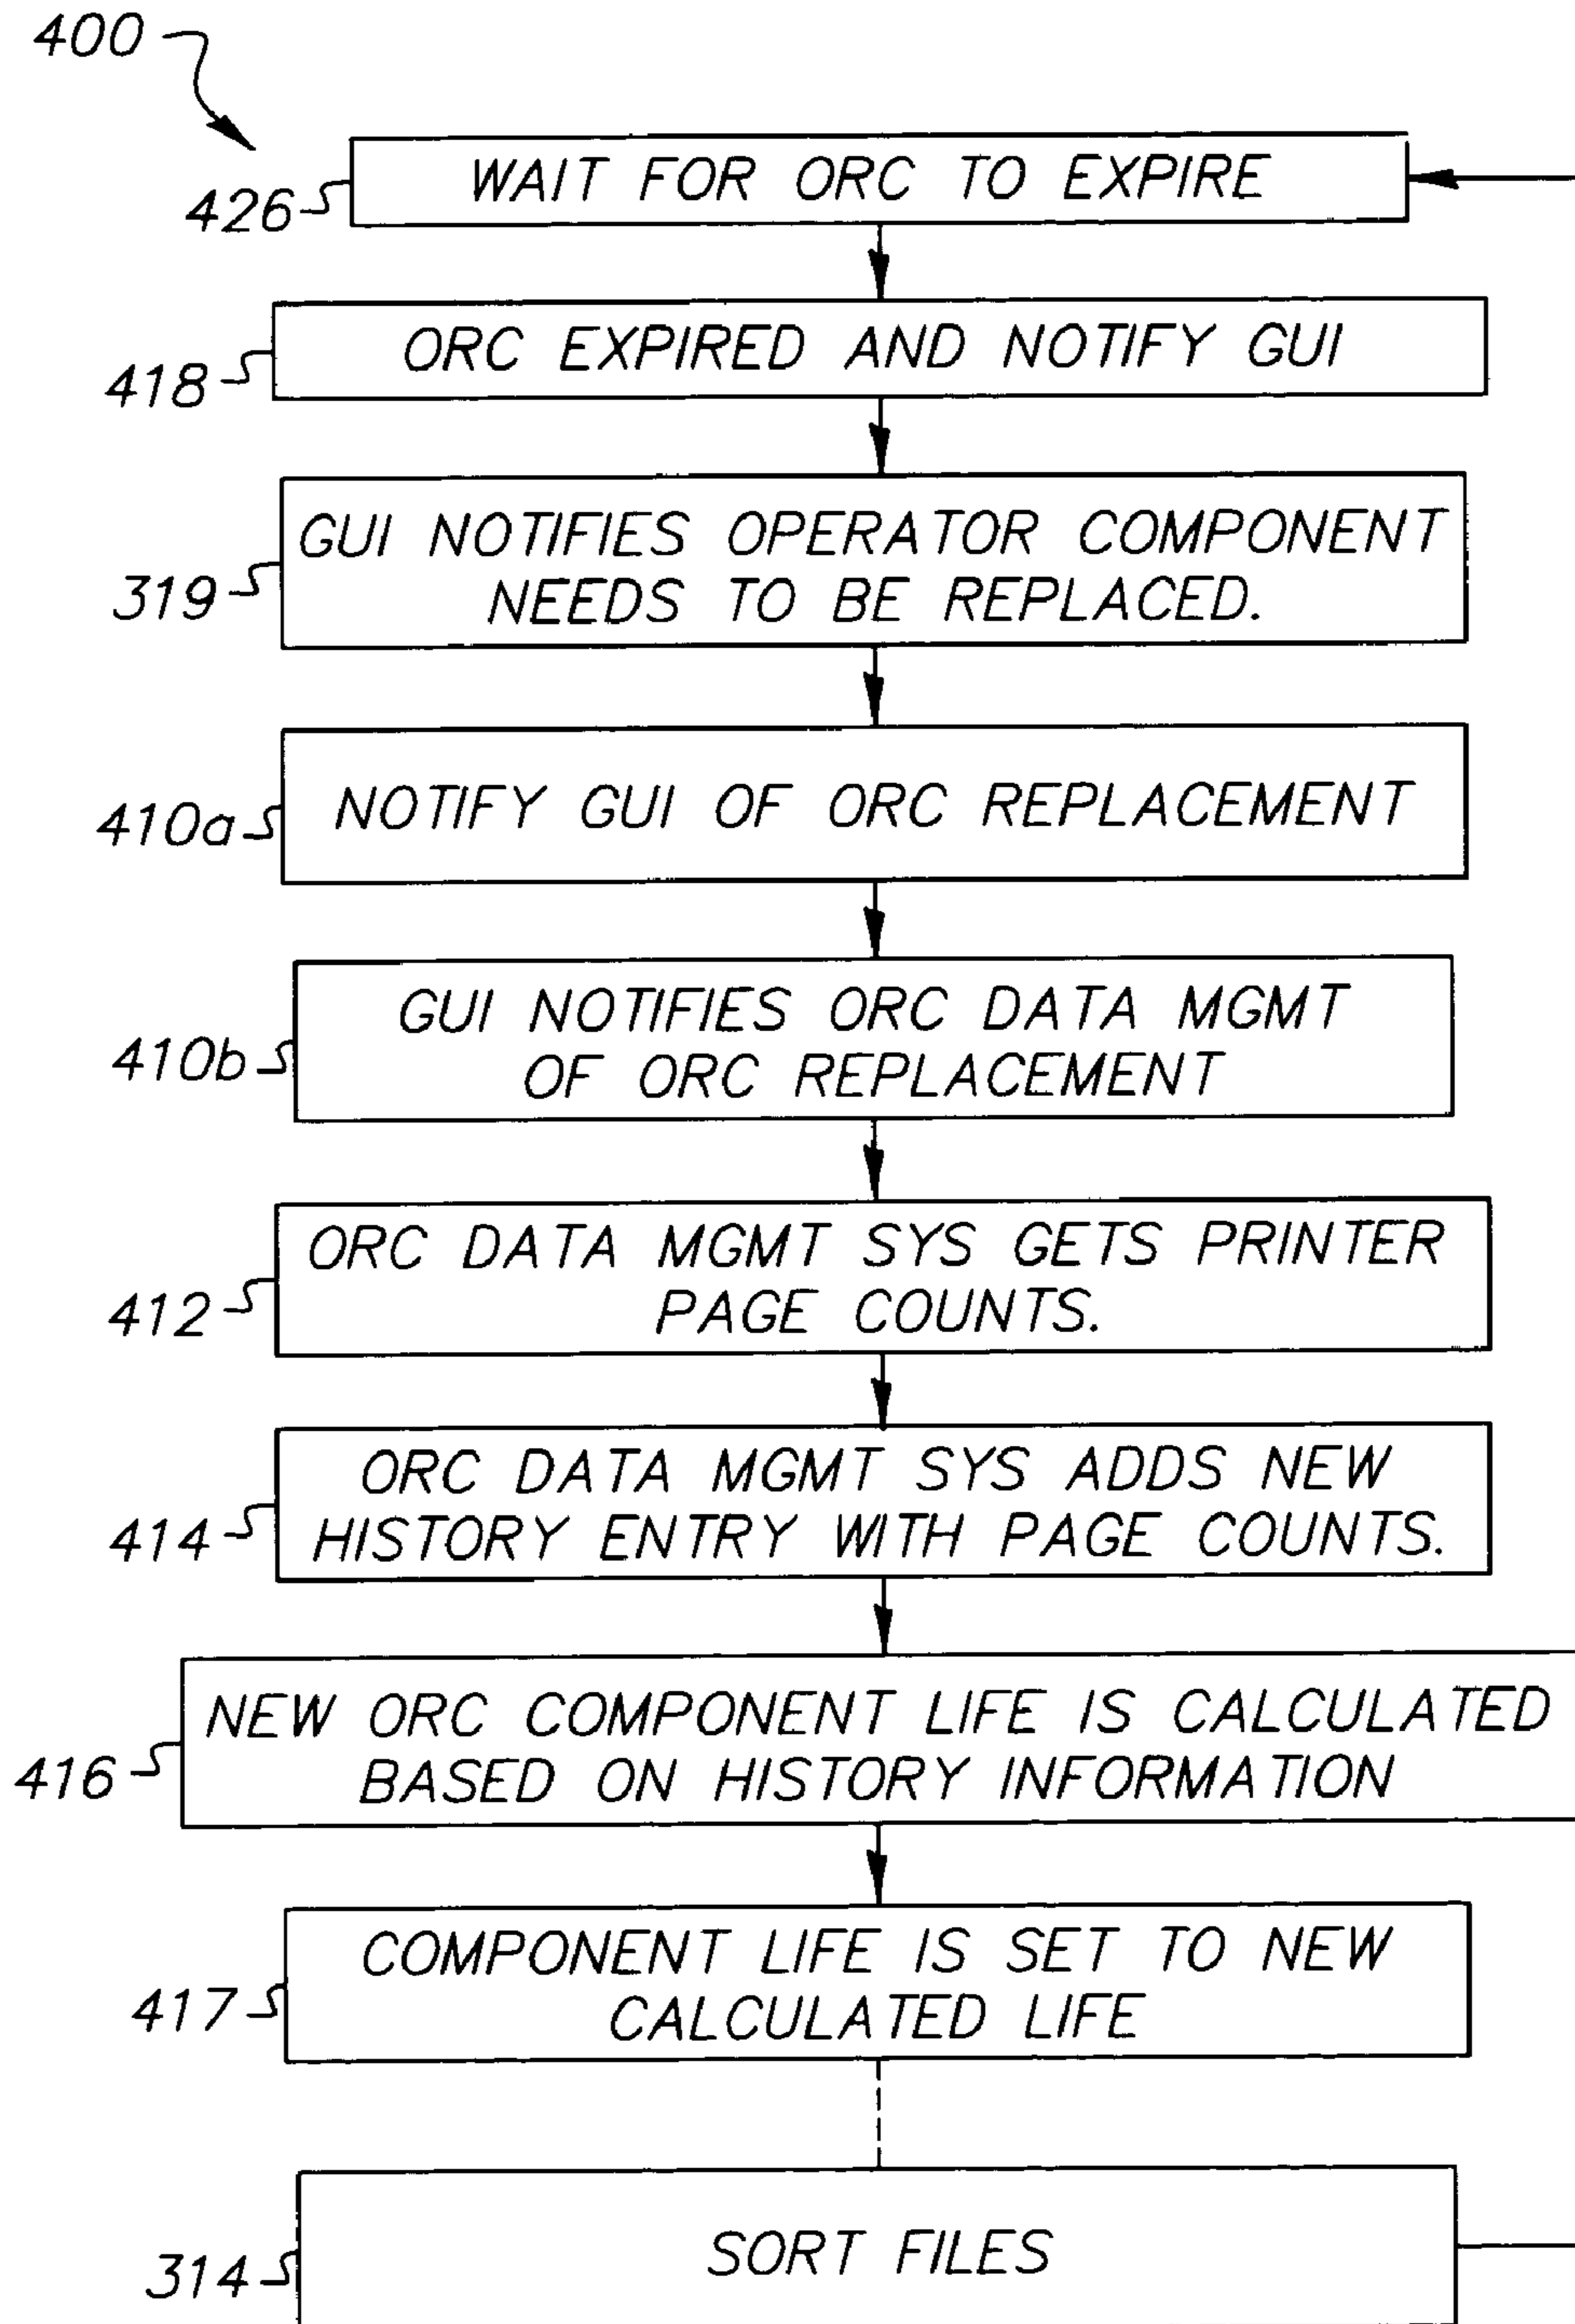 400
WAIT FOR ORC TO EXPIRE
426
ORC EXPIRED AND NOTIFY GUI
418
GUI NOTIFIES OPERATOR COMPONENT
NEEDS TO BE REPLACED.
319
NOTIFY GUI OF ORC REPLACEMENT
410a
GUI NOTIFIES ORC DATA MGMT
OF ORC REPLACEMENT
410b
ORC DATA MGMT SYS GETS PRINTER
PAGE COUNTS.
412
ORC DATA MGMT SYS ADDS NEW
HISTORY ENTRY WITH PAGE COUNTS.
414
NEW ORC COMPONENT LIFE IS CALCULATED
BASED ON HISTORY INFORMATION
416
COMPONENT LIFE IS SET TO NEW
CALCULATED LIFE
417
SORT FILES
314